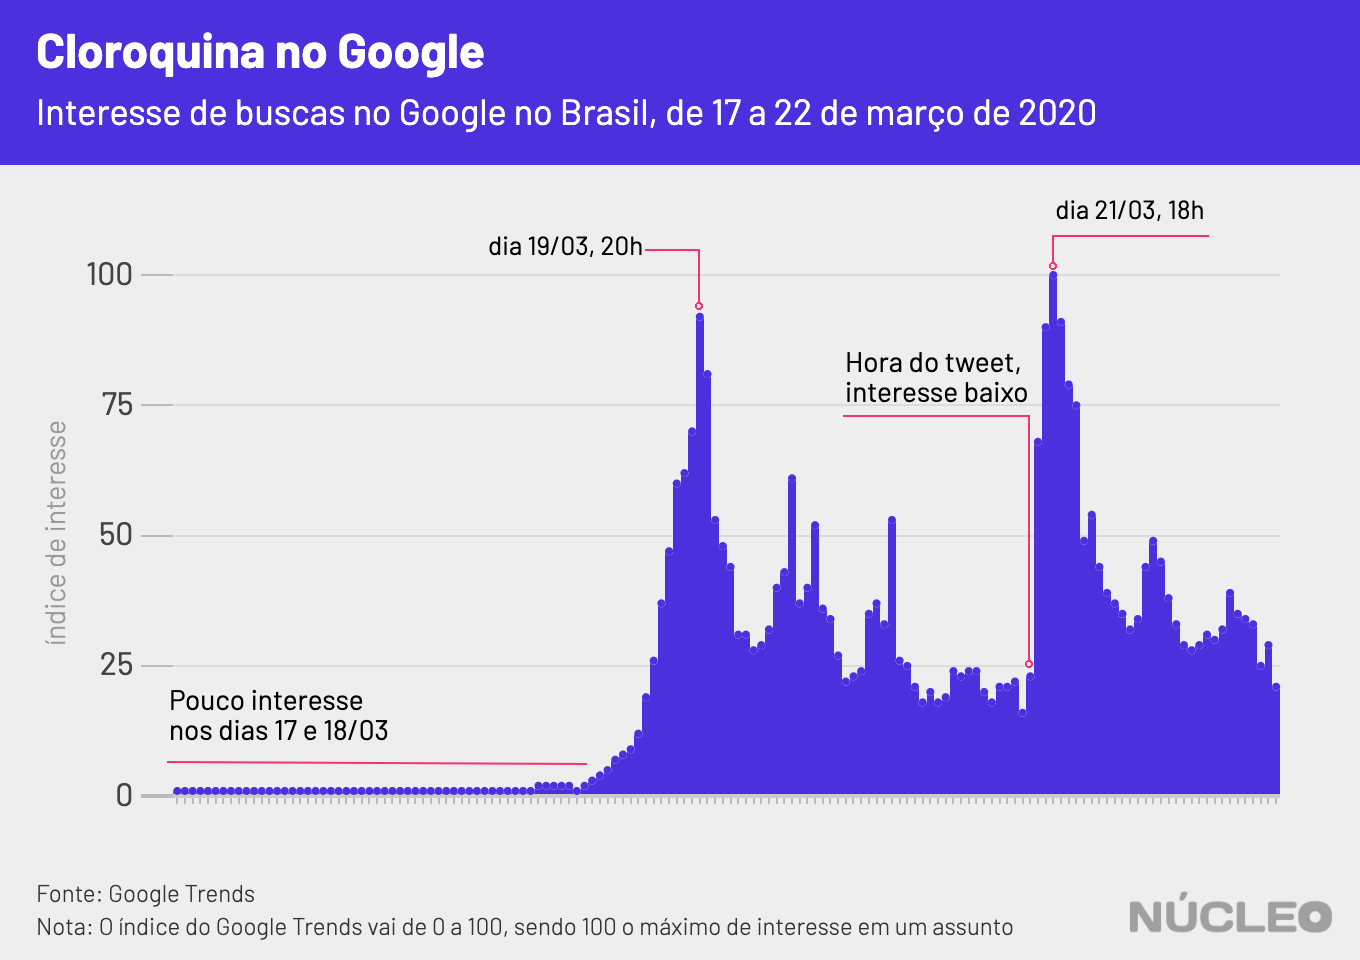 Cloroquina no Google
Interesse de buscas no Google no Brasil, de 17 a 22 de março de 2020
dia 21/03, 18h
dia 19/03, 20h
100
Hora do tweet,
interesse baixo
75
índice de interesse
50
25
Pouco interesse
nos dias 17 e 18/03
0
Fonte: Google Trends
Nota: O índice do Google Trends vai de 0 a 100, sendo 100 o máximo de interesse em um assunto
NÚCLEO